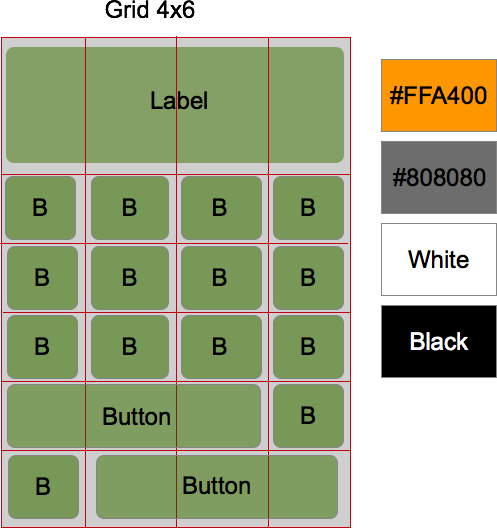 Grid 4x6
Label
#FFA400
B B B B
#808080
B B B B
White
B B B B
Black
Button B
B Button